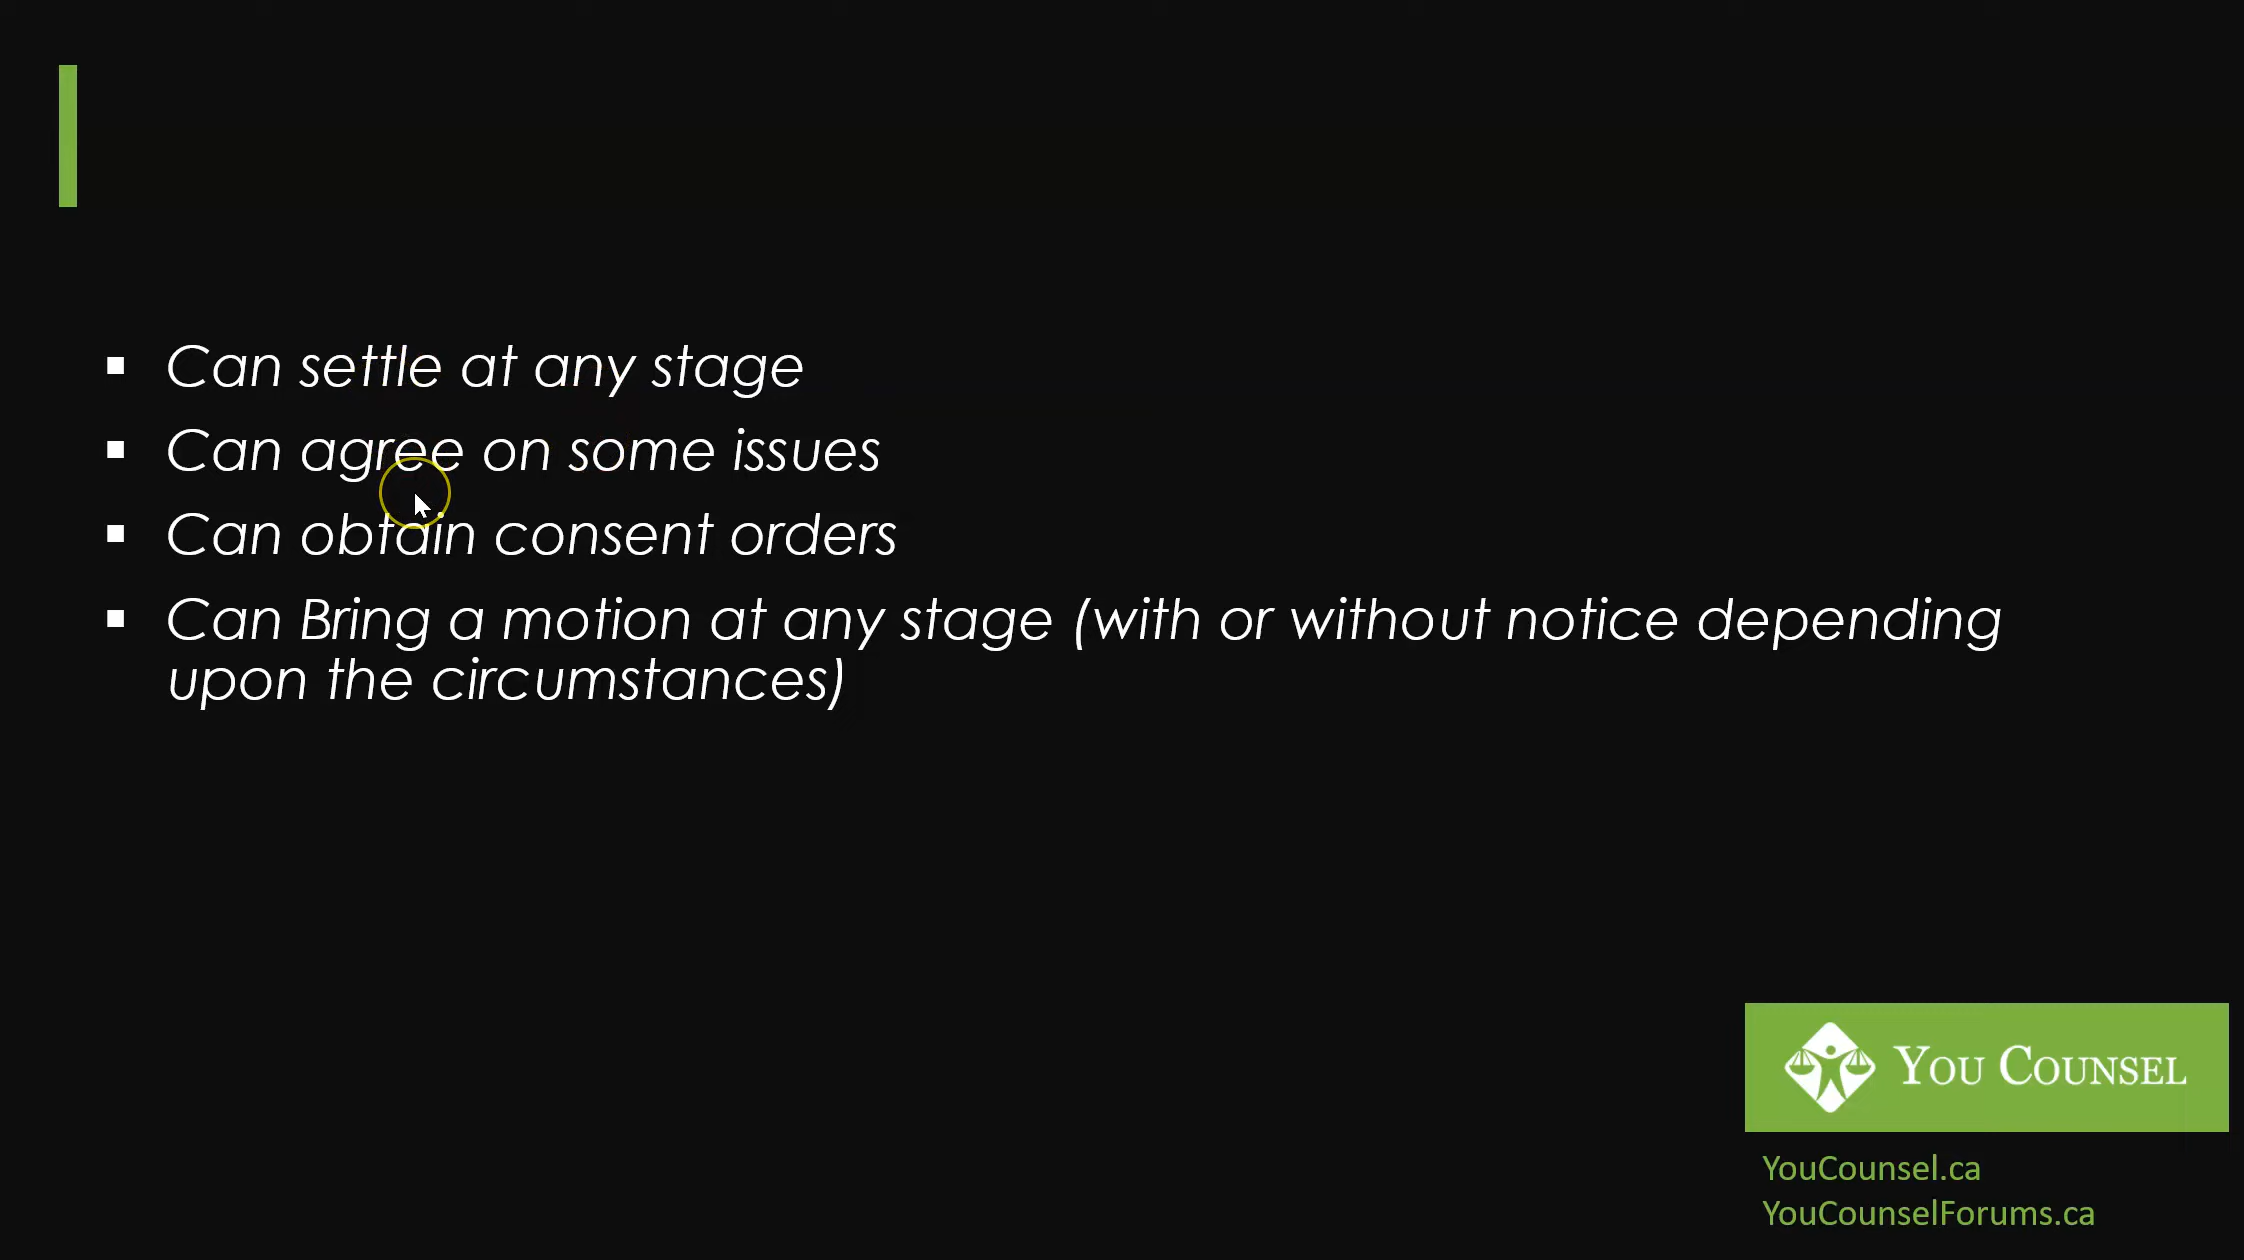 ▪ Can settle at any stage
▪ Can agree on some issues
▪ Can obtain consent orders
▪ Can Bring a motion at any stage (with or without notice depending
upon the circumstances)
YOU COUNSEL
YouCounsel.ca
YouCounselForums.ca